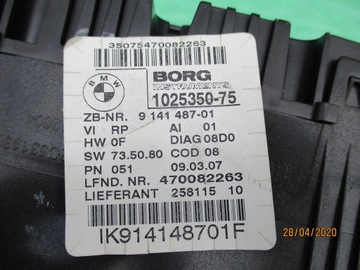 35075470082263
BMW
BORG
INSTRUMENTS
1025350-75
ZB-NR. 9 141 487-01
VI RP AI 01
HW 0F DIAG 08D0
SW 73.50.80 COD 08
PN 051 09.03.07
LFND. NR. 470082263
LIEFERANT 258115 10
IK914148701F
28/04/2020